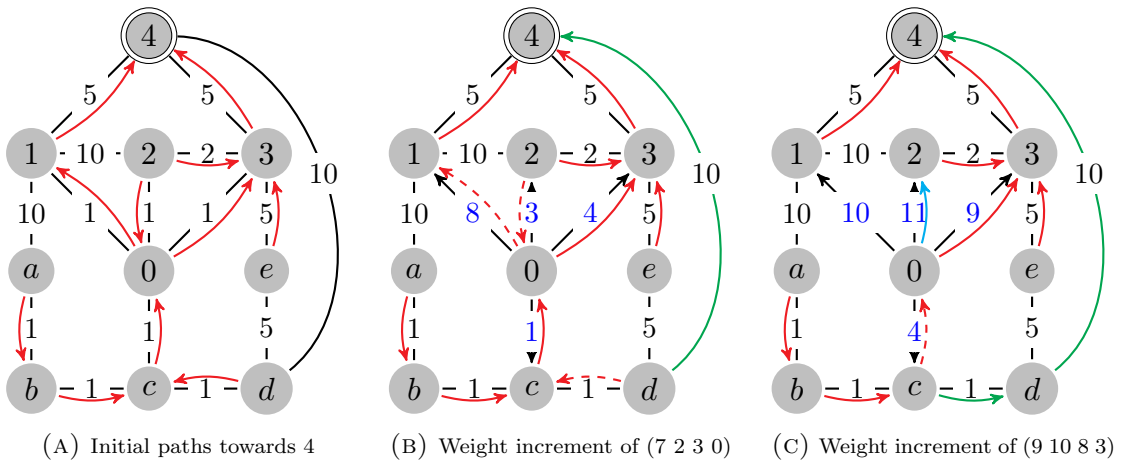 4 4 4
5 5 5 5 5 5
1 10 2 2 3 10 1 10 2 2 3 10 1 10 2 2 3 10
10 1 1 1 5 10 8 3 4 5 10 10 11 9 5
a 0 e a 0 e a 0 e
1 1 5 1 1 5 1 4 5
b 1 c 1 d b 1 c 1 d b 1 c 1 d
(A) Initial paths towards 4 (B) Weight increment of (7 2 3 0) (C) Weight increment of (9 10 8 3)